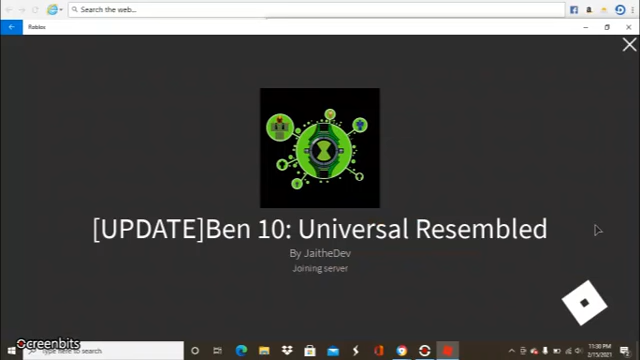 Search the web...
Roblox
[UPDATE]Ben 10: Universal Resembled
By JaitheDev
Joining server
Type here to search
11:30 PM
2/15/2021
Screenbits